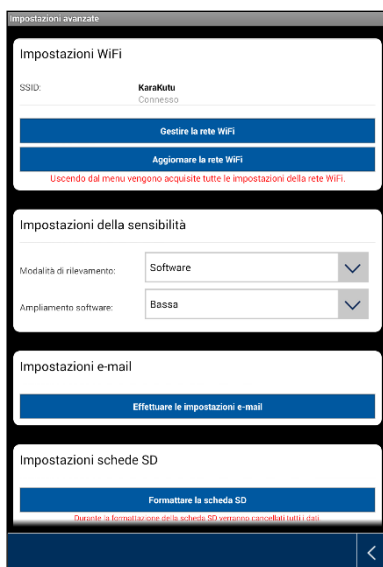 Impostazioni avanzate
Impostazioni WiFi
SSID: KaraKutu
Connesso
Gestire la rete WiFi
Aggiornare la rete WiFi
Uscendo dal menu vengono acquisite tutte le impostazioni della rete WiFi.
Impostazioni della sensibilità
Modalità di rilevamento: Software
Ampliamento software: Bassa
Impostazioni e-mail
Effettuare le impostazioni e-mail
Impostazioni schede SD
Formattare la scheda SD
Durante la formattazione della scheda SD verranno cancellati tutti i dati